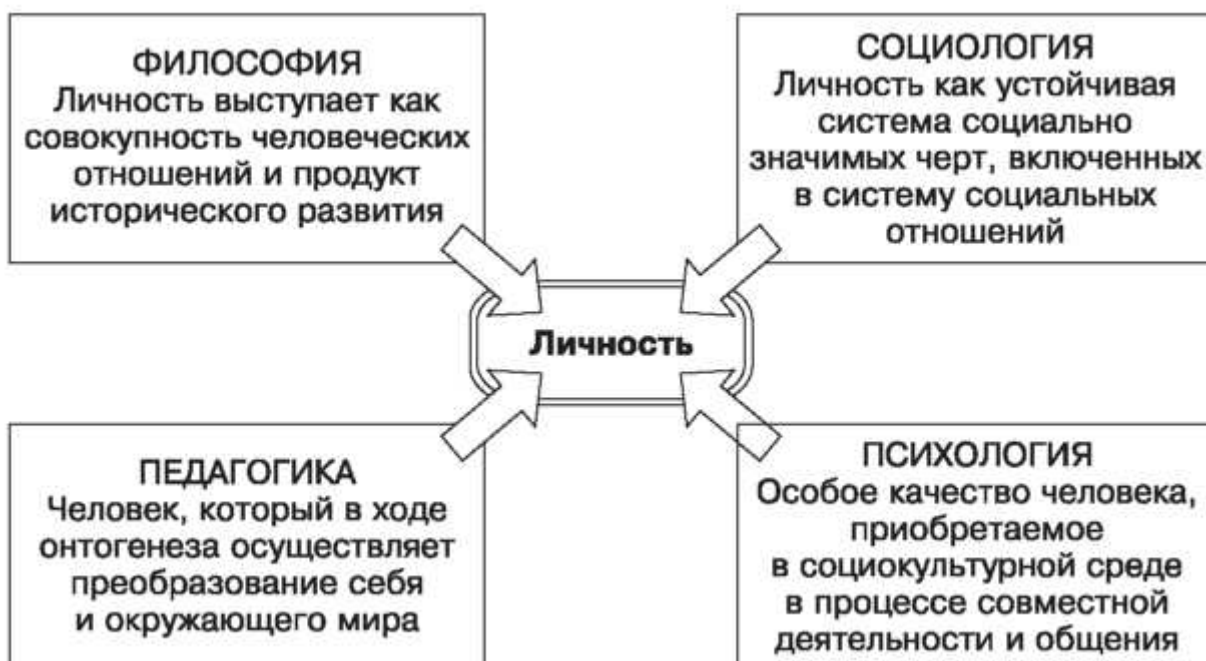 ФИЛОСОФИЯ
Личность выступает как
совокупность человеческих
отношений и продукт
исторического развития
СОЦИОЛОГИЯ
Личность как устойчивая
система социально
значимых черт, включенных
в систему социальных
отношений
Личность
ПЕДАГОГИКА
Человек, который в ходе
онтогенеза осуществляет
преобразование себя
и окружающего мира
ПСИХОЛОГИЯ
Особое качество человека,
приобретаемое
в социокультурной среде
в процессе совместной
деятельности и общения